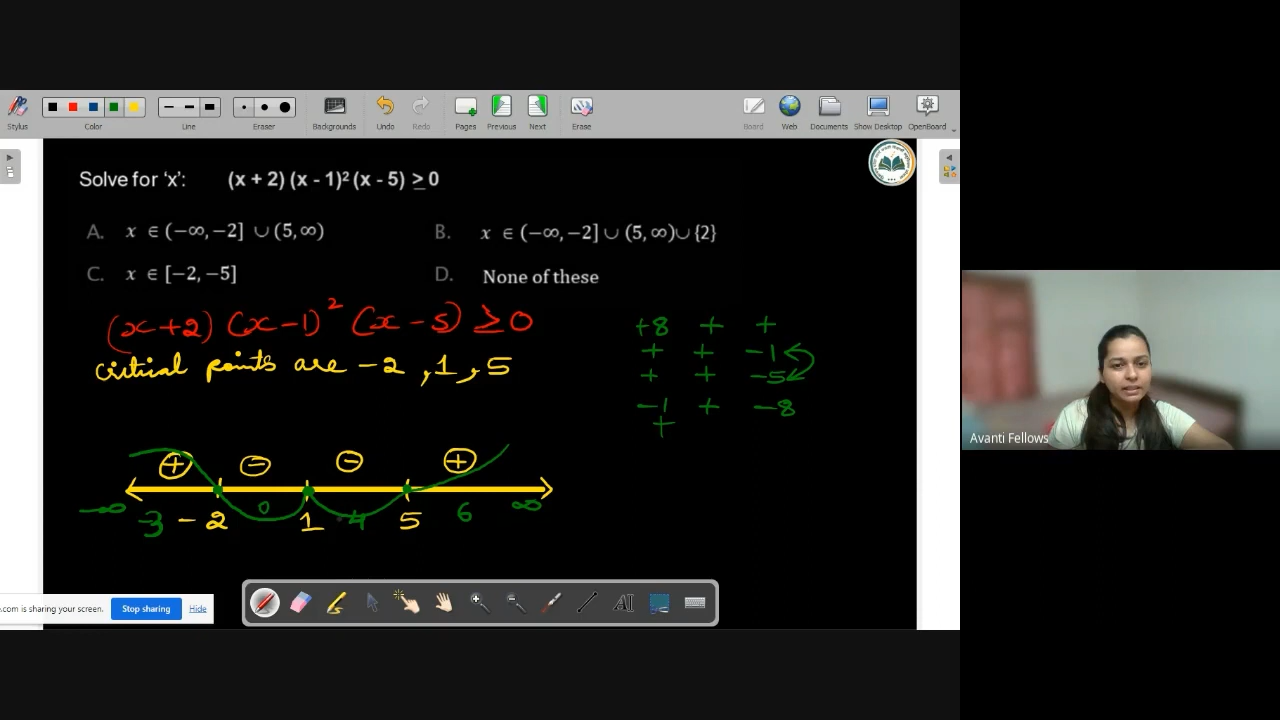 Stylus
Color
Line
Eraser
Backgrounds
Undo
Redo
Pages
Previous
Next
Erase
Board
Web
Documents
Show Desktop
OpenBoard
Solve for 'x': (x + 2) (x - 1)² (x - 5) ≥ 0
A. x ∈ (−∞, −2] ∪ (5, ∞)
B. x ∈ (−∞, −2] ∪ (5, ∞) ∪ {2}
C. x ∈ [−2, −5]
D. None of these
(x+2) (x-1)² (x-5) ≥ 0
critical points are -2, 1, 5
+8 + +
+ + -1
+ + -5
-1 + -8
+
+ - - +
-∞ -3 -2 0 1 4 5 6 ∞
.com is sharing your screen.
Stop sharing
Hide
AI
Avanti Fellows